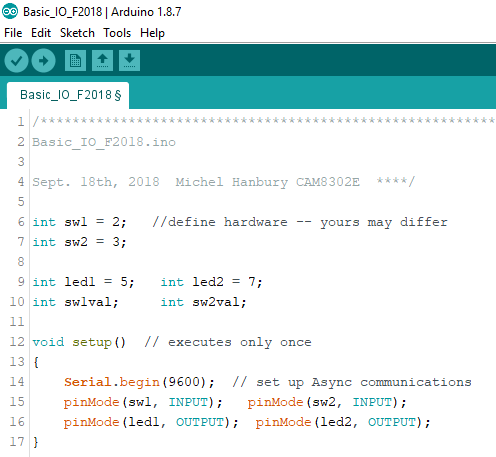 Basic_IO_F2018 | Arduino 1.8.7
File Edit Sketch Tools Help
Basic_IO_F2018 §
1 /*********************************************************
2 Basic_IO_F2018.ino
3
4 Sept. 18th, 2018  Michel Hanbury CAM8302E  ****/
5
6 int sw1 = 2;   //define hardware -- yours may differ
7 int sw2 = 3;
8
9 int led1 = 5;   int led2 = 7;
10 int sw1val;     int sw2val;
11
12 void setup()  // executes only once
13 {
14     Serial.begin(9600);  // set up Async communications
15     pinMode(sw1, INPUT);    pinMode(sw2, INPUT);
16     pinMode(led1, OUTPUT);  pinMode(led2, OUTPUT);
17 }